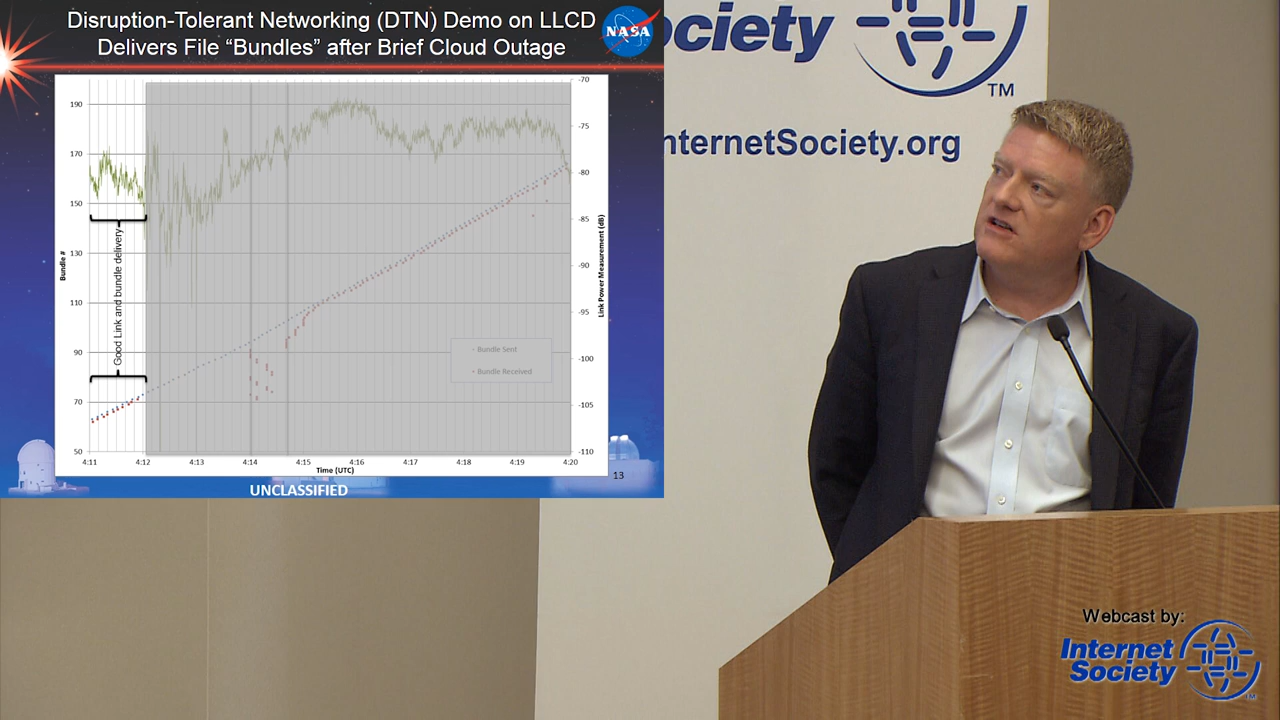 Disruption-Tolerant Networking (DTN) Demo on LLCD
Delivers File “Bundles” after Brief Cloud Outage
NASA
190
170
150
130
110
90
70
50
Bundle #
Good Link and bundle delivery
-70
-75
-80
-85
-90
-95
-100
-105
-110
Link Power Measurement (dB)
Bundle Sent
Bundle Received
4:11 4:12 4:13 4:14 4:15 4:16 4:17 4:18 4:19 4:20
Time (UTC)
13
UNCLASSIFIED
ociety
TM
nternetSociety.org
Webcast by:
Internet
Society
TM